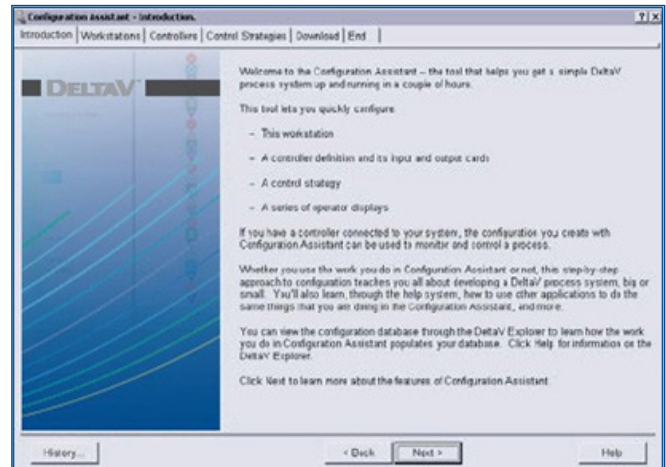 Configuration Assistant - Introduction.
Introduction Workstations Controllers Control Strategies Download End
DELTAV
Welcome to the Configuration Assistant – the tool that helps you get a simple DeltaV
process system up and running in a couple of hours.
This tool lets you quickly configure
- This workstation
- A controller definition and its input and output cards
- A control strategy
- A series of operator displays
If you have a controller connected to your system, the configuration you create with
Configuration Assistant can be used to monitor and control a process.
Whether you use the work you do in Configuration Assistant or not, this step-by-step
approach to configuration teaches you all about developing a DeltaV process system, big or
small. You'll also learn, through the help system, how to use other applications to do the
same things that you are doing in the Configuration Assistant, and more.
You can view the configuration database through the DeltaV Explorer to learn how the work
you do in Configuration Assistant populates your database. Click Help for information on the
DeltaV Explorer.
Click Next to learn more about the features of Configuration Assistant
History...
< Back
Next >
Help